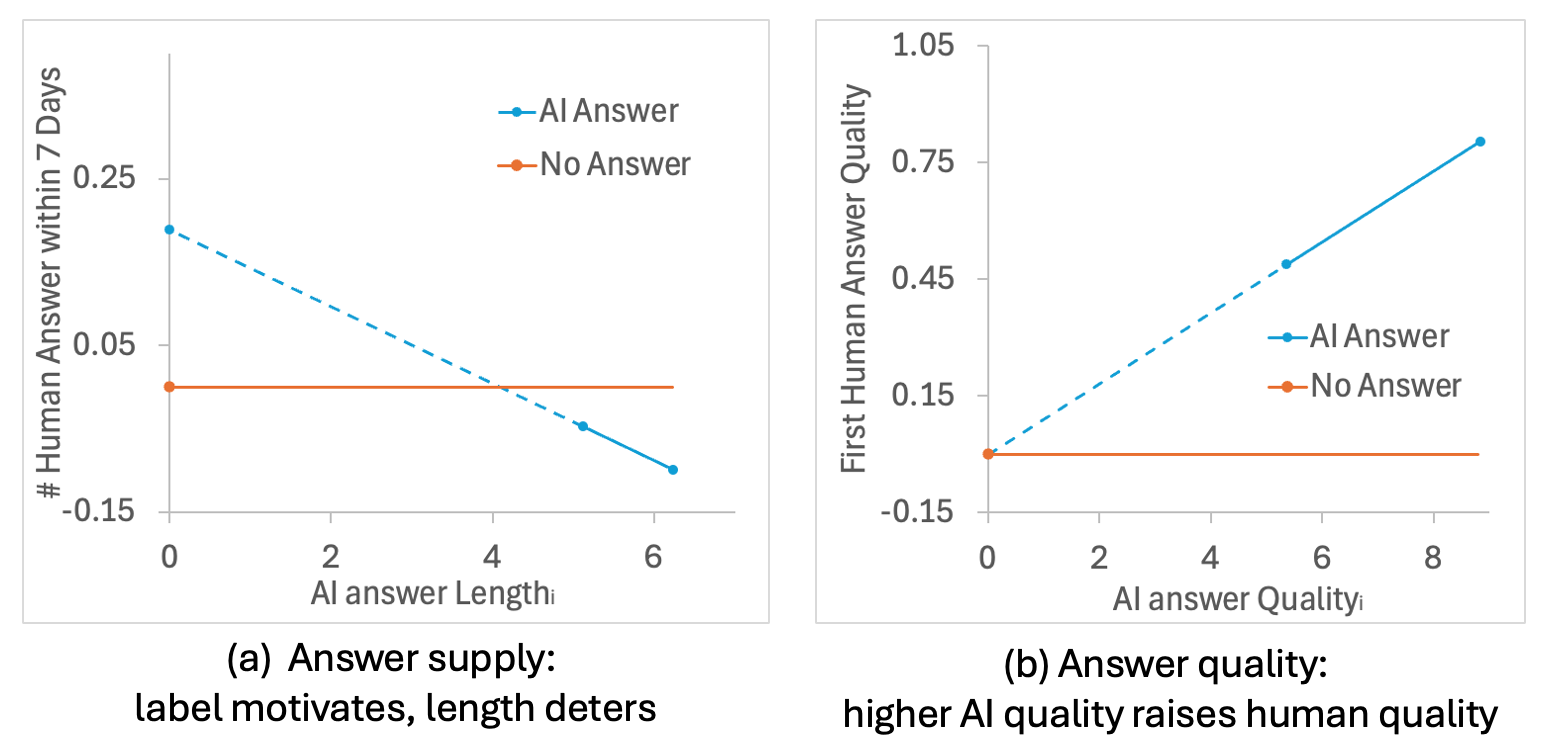 # Human Answer within 7 Days
0.25
0.05
-0.15
AI Answer
No Answer
0 2 4 6
AI answer Lengthᵢ
(a) Answer supply:
label motivates, length deters
First Human Answer Quality
1.05
0.75
0.45
0.15
-0.15
AI Answer
No Answer
0 2 4 6 8
AI answer Qualityᵢ
(b) Answer quality:
higher AI quality raises human quality